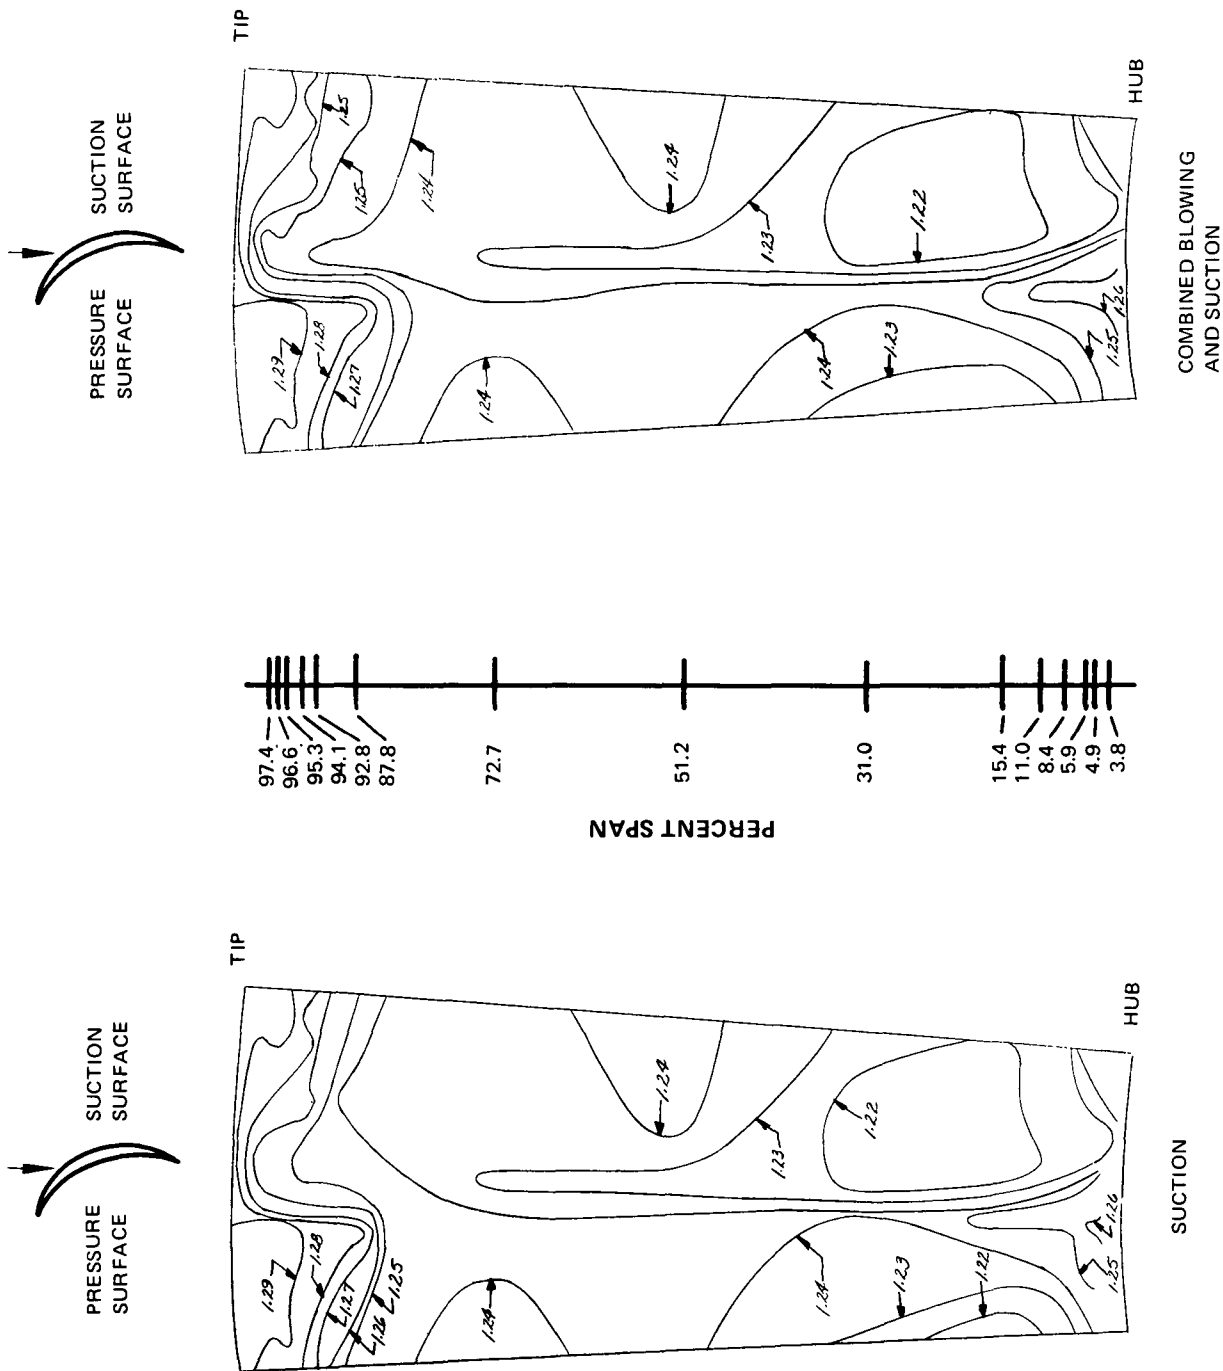 PRESSURE
SURFACE
SUCTION
SURFACE
TIP
1.29
1.28
1.27
1.26
1.25
1.24
1.24
1.23
1.24
1.22
1.23
1.22
1.25
1.26
HUB
SUCTION
PERCENT SPAN
97.4
96.6
95.3
94.1
92.8
87.8
72.7
51.2
31.0
15.4
11.0
8.4
5.9
4.9
3.8
PRESSURE
SURFACE
SUCTION
SURFACE
TIP
1.29
1.28
1.27
1.25
1.25
1.24
1.24
1.24
1.23
1.24
1.23
1.22
1.25
1.26
HUB
COMBINED BLOWING
AND SUCTION